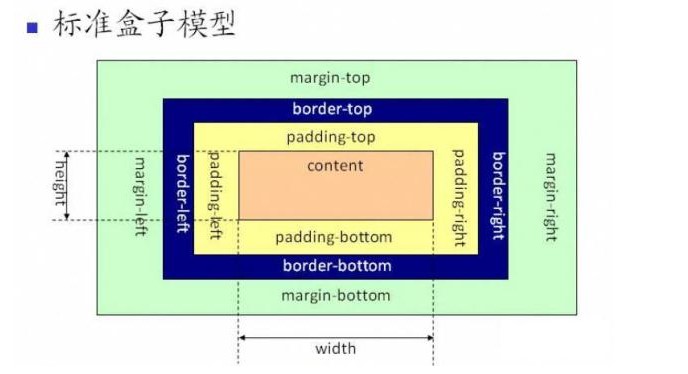 标准盒子模型
margin-top
border-top
padding-top
content
height
margin-left
border-left
padding-left
padding-right
border-right
margin-right
padding-bottom
border-bottom
margin-bottom
width